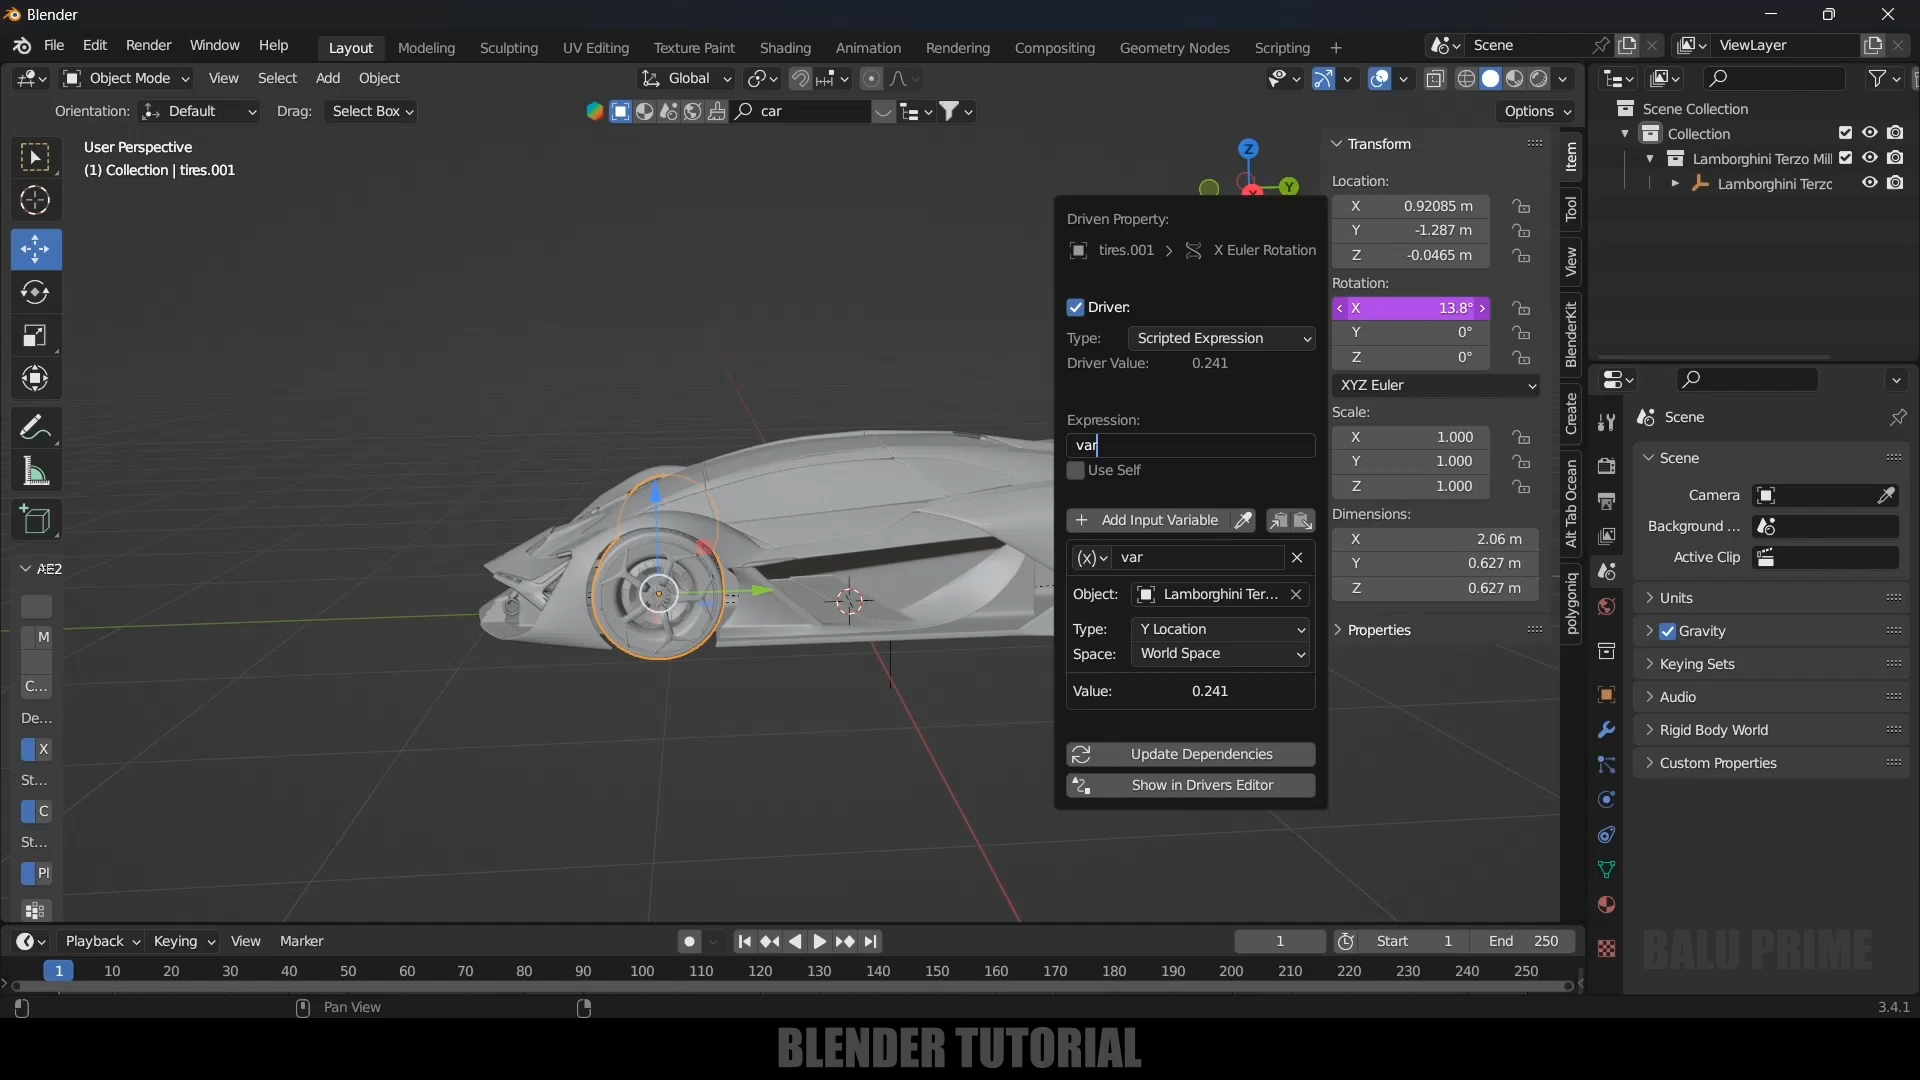 Blender
File Edit Render Window Help Layout Modeling Sculpting UV Editing Texture Paint Shading Animation Rendering Compositing Geometry Nodes Scripting + Scene ViewLayer
Object Mode View Select Add Object Global
Orientation: Default Drag: Select Box car Options
User Perspective
(1) Collection | tires.001
Z
Y
X
AE2
M
C...
De...
X
St...
C
St...
Pl
Driven Property:
tires.001 > X Euler Rotation
Driver:
Type: Scripted Expression
Driver Value: 0.241
Expression:
var
Use Self
+ Add Input Variable
(x) var
Object: Lamborghini Ter...
Type: Y Location
Space: World Space
Value: 0.241
Update Dependencies
Show in Drivers Editor
Transform
Location:
X 0.92085 m
Y -1.287 m
Z -0.0465 m
Rotation:
X 13.8°
Y 0°
Z 0°
XYZ Euler
Scale:
X 1.000
Y 1.000
Z 1.000
Dimensions:
X 2.06 m
Y 0.627 m
Z 0.627 m
Properties
Item
Tool
View
BlenderKit
Create
Alt Tab Ocean
polygoniq
Scene Collection
Collection
Lamborghini Terzo Mill
Lamborghini Terzo
Scene
Scene
Camera
Background ...
Active Clip
Units
Gravity
Keying Sets
Audio
Rigid Body World
Custom Properties
BALU PRIME
Playback Keying View Marker 1 Start 1 End 250
1 10 20 30 40 50 60 70 80 90 100 110 120 130 140 150 160 170 180 190 200 210 220 230 240 250
Pan View 3.4.1
BLENDER TUTORIAL